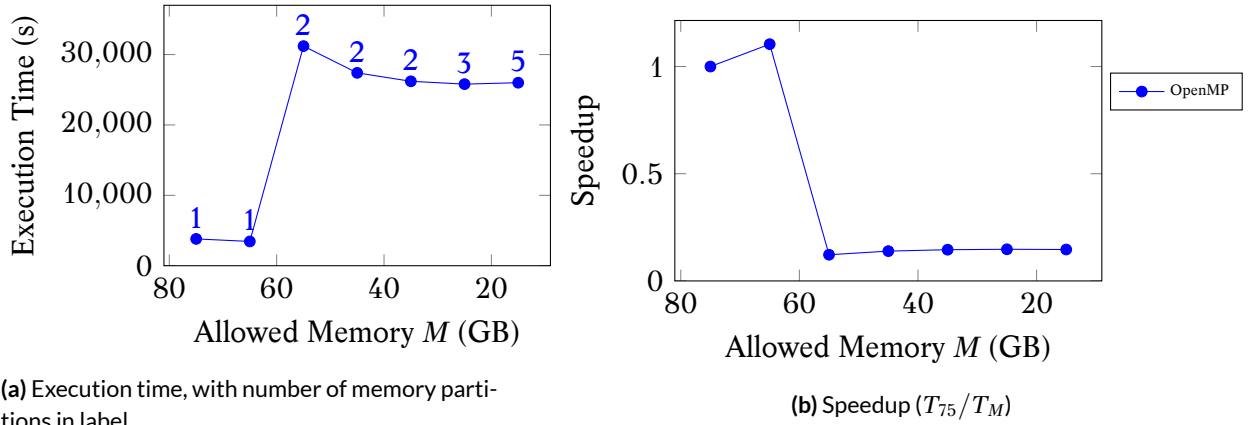 Execution Time (s)
30,000
20,000
10,000
0
2
2
2
3
5
1
1
80
60
40
20
Allowed Memory M (GB)
(a) Execution time, with number of memory parti-
tions in label
Speedup
1
0.5
0
80
60
40
20
Allowed Memory M (GB)
(b) Speedup (T75/TM)
OpenMP